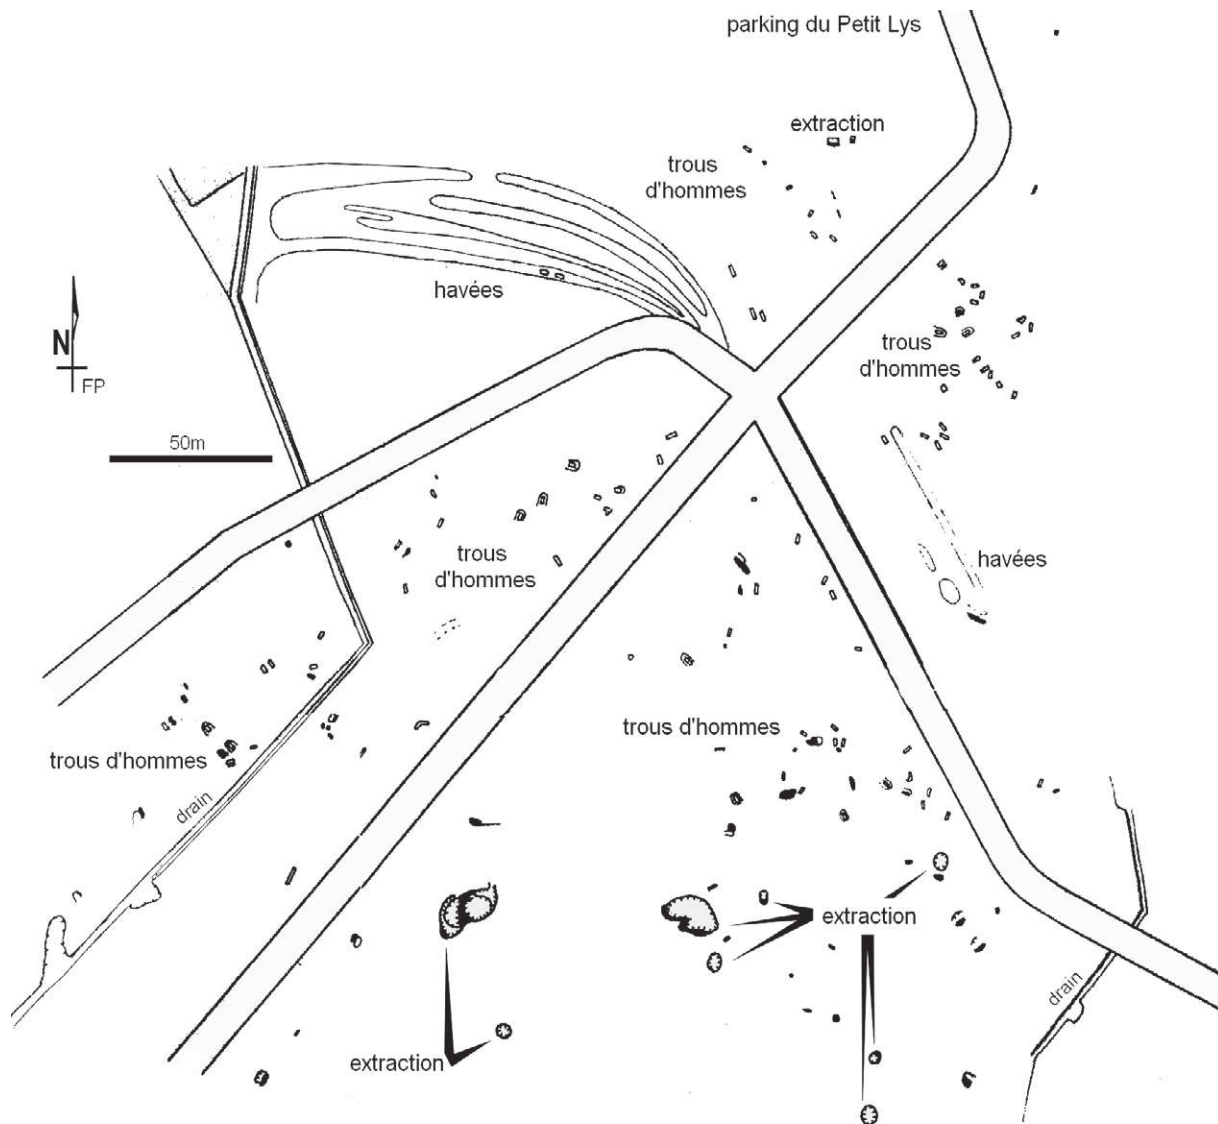 parking du Petit Lys
extraction
trous
d'hommes
havées
N
FP
trous
d'hommes
50m
trous
d'hommes
havées
trous d'hommes
trous d'hommes
drain
extraction
drain
extraction